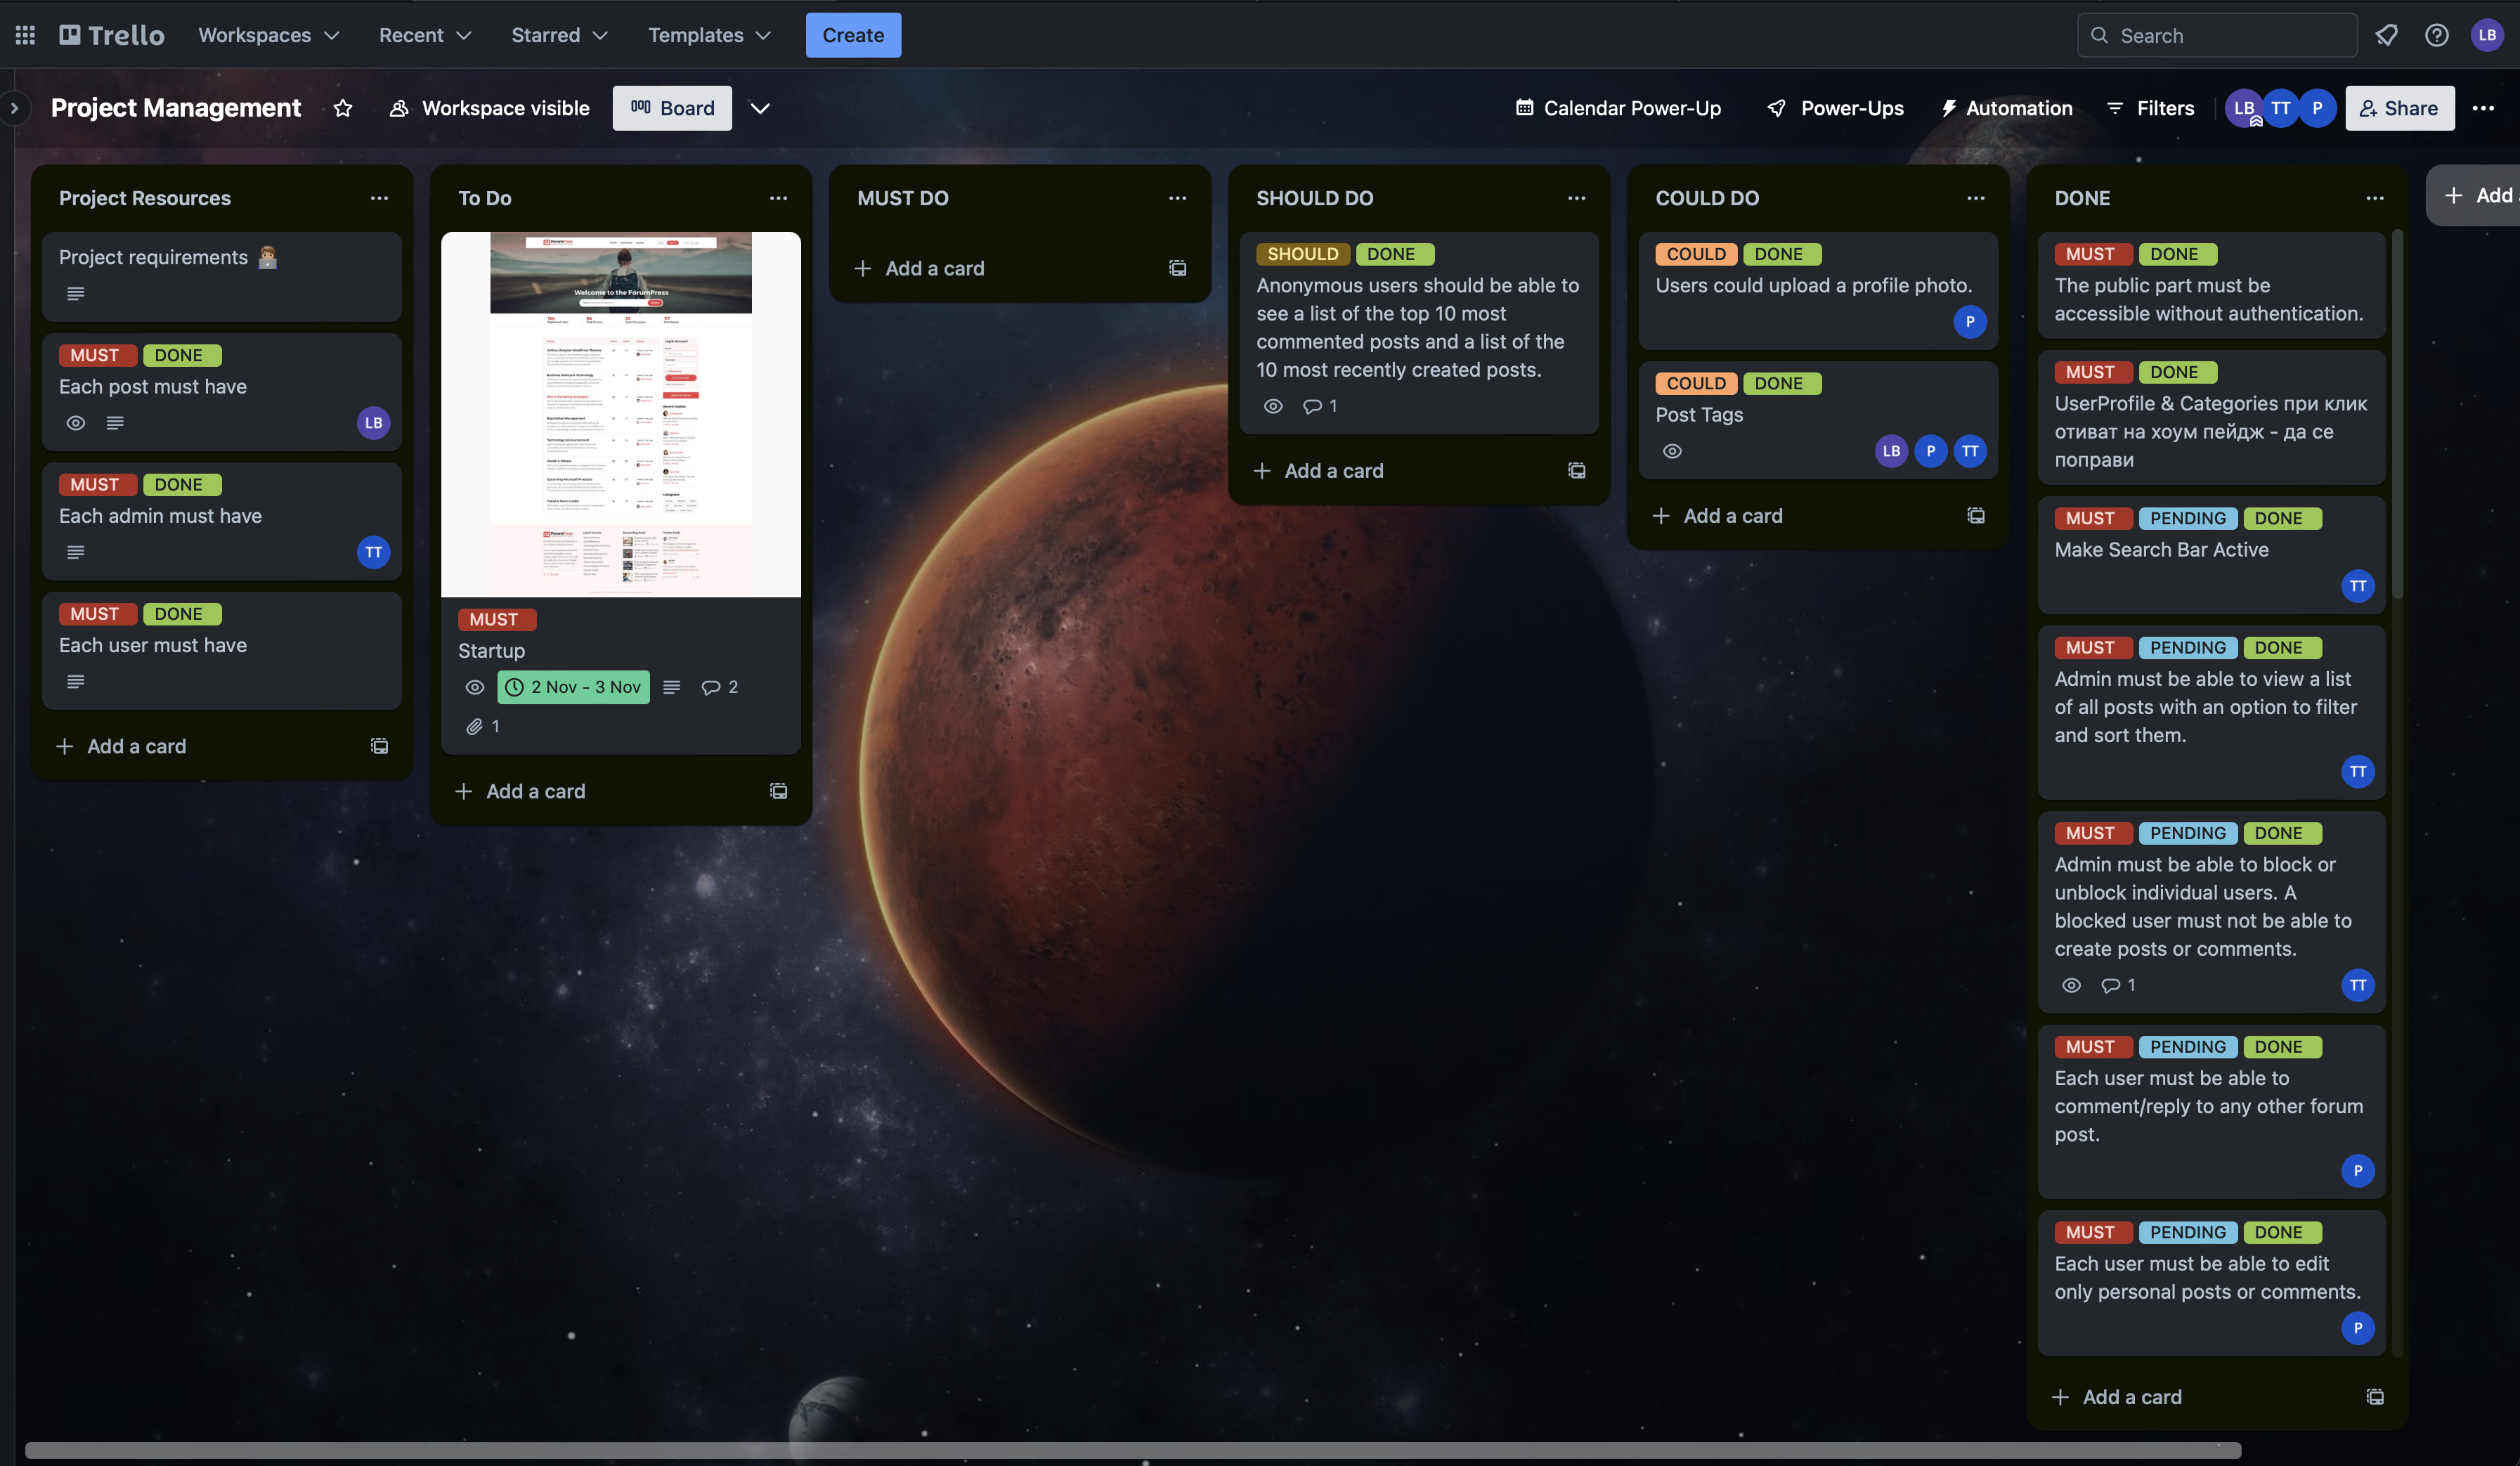 Trello
Workspaces
Recent
Starred
Templates
Create
Search
LB
Project Management
Workspace visible
Board
Calendar Power-Up
Power-Ups
Automation
Filters
LB
TT
P
Share
Project Resources
Project requirements
MUST DONE
Each post must have
LB
MUST DONE
Each admin must have
TT
MUST DONE
Each user must have
Add a card
To Do
Welcome to the ForumPress
MUST
Startup
2 Nov - 3 Nov
2
1
Add a card
MUST DO
Add a card
SHOULD DO
SHOULD DONE
Anonymous users should be able to
see a list of the top 10 most
commented posts and a list of the
10 most recently created posts.
1
Add a card
COULD DO
COULD DONE
Users could upload a profile photo.
P
COULD DONE
Post Tags
LB P TT
Add a card
DONE
MUST DONE
The public part must be
accessible without authentication.
MUST DONE
UserProfile & Categories при клик
отиват на хоум пейдж - да се
поправи
MUST PENDING DONE
Make Search Bar Active
TT
MUST PENDING DONE
Admin must be able to view a list
of all posts with an option to filter
and sort them.
TT
MUST PENDING DONE
Admin must be able to block or
unblock individual users. A
blocked user must not be able to
create posts or comments.
1
TT
MUST PENDING DONE
Each user must be able to
comment/reply to any other forum
post.
P
MUST PENDING DONE
Each user must be able to edit
only personal posts or comments.
P
Add a card
Add